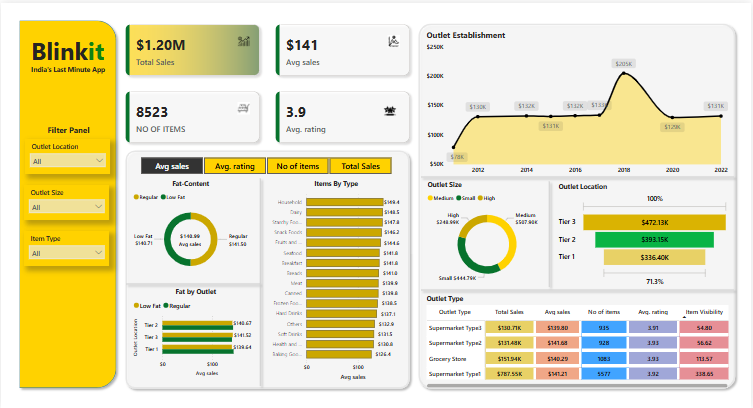 Blinkit
India's Last Minute App
Filter Panel
Outlet Location
All
Outlet Size
All
Item Type
All
$1.20M
Total Sales
$141
Avg sales
8523
NO OF ITEMS
3.9
Avg. rating
Avg sales
Avg. rating
No of items
Total Sales
Fat-Content
Regular Low Fat
Low Fat
$140.71
$140.99
Avg sales
Regular
$141.50
Fat by Outlet
Low Fat Regular
Outlet Location
Tier 2 $140.67
Tier 3 $141.52
Tier 1 $139.64
$0 $100
Avg sales
Items By Type
Household $149.4
Dairy $148.5
Starchy Foo... $147.8
Snack Foods $146.2
Fruits and ... $144.6
Seafood $141.8
Breakfast $141.8
Breads $141.0
Meat $139.9
Canned $139.8
Frozen Foo... $138.5
Hard Drinks $137.1
Others $132.9
Soft Drinks $131.5
Health and ... $130.8
Baking Goo... $126.4
$0 $100
Avg sales
Outlet Establishment
$250K
$200K
$150K
$100K
$50K
$78K
$130K
$132K
$131K
$132K
$133K
$205K
$129K
$131K
2012 2014 2016 2018 2020 2022
Outlet Size
Medium Small High
High
$248.99K
Medium
$507.90K
Small $444.79K
Outlet Location
100%
Tier 3 $472.13K
Tier 2 $393.15K
Tier 1 $336.40K
71.3%
Outlet Type
Outlet Type Total Sales Avg sales No of items Avg. rating Item Visibility
Supermarket Type3 $130.71K $139.80 935 3.91 54.80
Supermarket Type2 $131.48K $141.68 928 3.93 56.62
Grocery Store $151.94K $140.29 1083 3.93 113.57
Supermarket Type1 $787.55K $141.21 5577 3.92 338.65